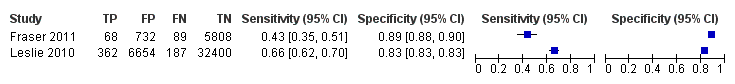 Study TP FP FN TN Sensitivity (95% CI) Specificity (95% CI) Sensitivity (95% CI) Specificity (95% CI)
Fraser 2011 68 732 89 5808 0.43 [0.35, 0.51] 0.89 [0.88, 0.90]
Leslie 2010 362 6654 187 32400 0.66 [0.62, 0.70] 0.83 [0.83, 0.83]
0 0.2 0.4 0.6 0.8 1 0 0.2 0.4 0.6 0.8 1